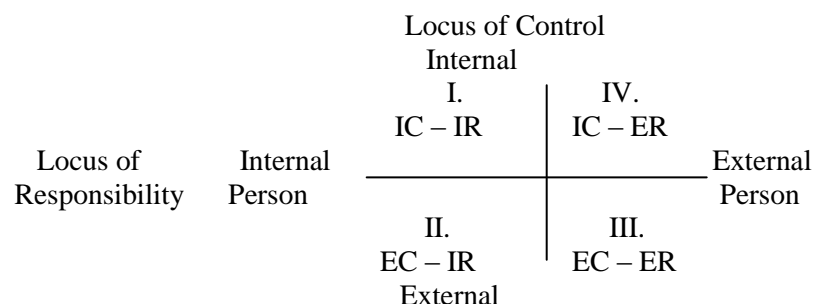 Locus of Control
Internal
I. IV.
IC – IR IC – ER
Locus of Internal External
Responsibility Person Person
II. III.
EC – IR EC – ER
External